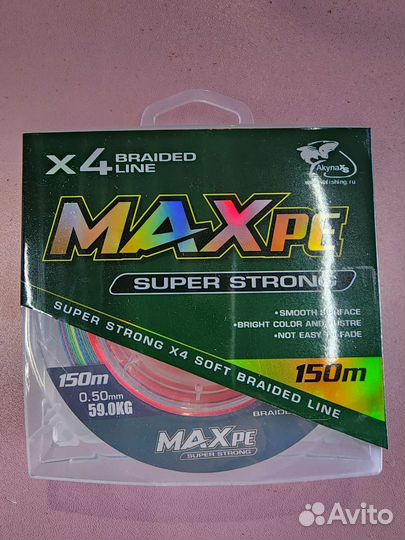 X4 BRAIDED LINE
AkynaZS
MAXPE
SUPER STRONG
•SMOOTH SURFACE
•BRIGHT COLOR AND LUSTRE
•NOT EASY TO FADE
SUPER STRONG X4 SOFT BRAIDED LINE
150m
150m
0.50mm
59.0KG
BRAIDED
MAXPE
SUPER STRONG
Avito